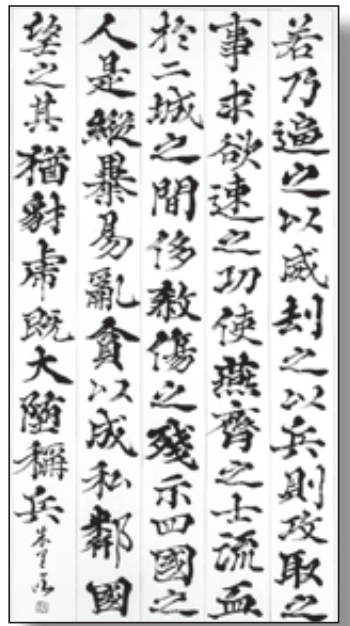 若乃逼之以威刦之以兵則攻取之
事求欲速之功使燕齊之士流血
於二城之間侈敘傷之殘示四國之
人是縱暴易亂貪以成私鄰國
望之其猶豺虎既大墮稱兵